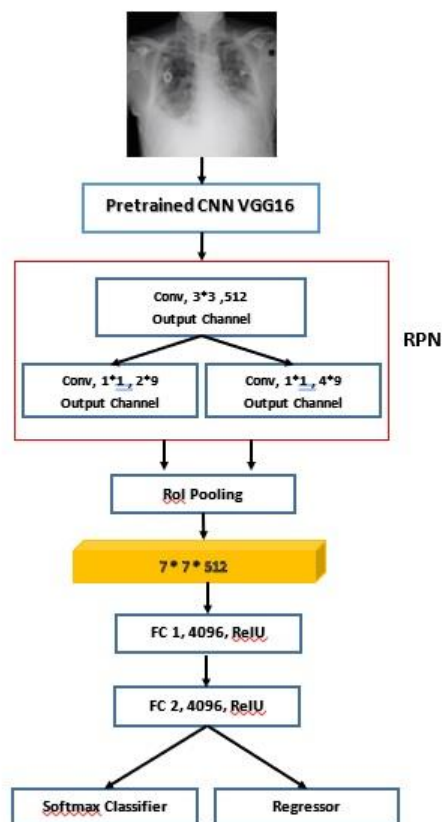 Pretrained CNN VGG16
Conv, 3*3 ,512
Output Channel
RPN
Conv, 1*1 , 2*9
Output Channel
Conv, 1*1 , 4*9
Output Channel
RoI Pooling
7* 7* 512
FC 1, 4096, RelU
FC 2, 4096, RelU
Softmax Classifier
Regressor